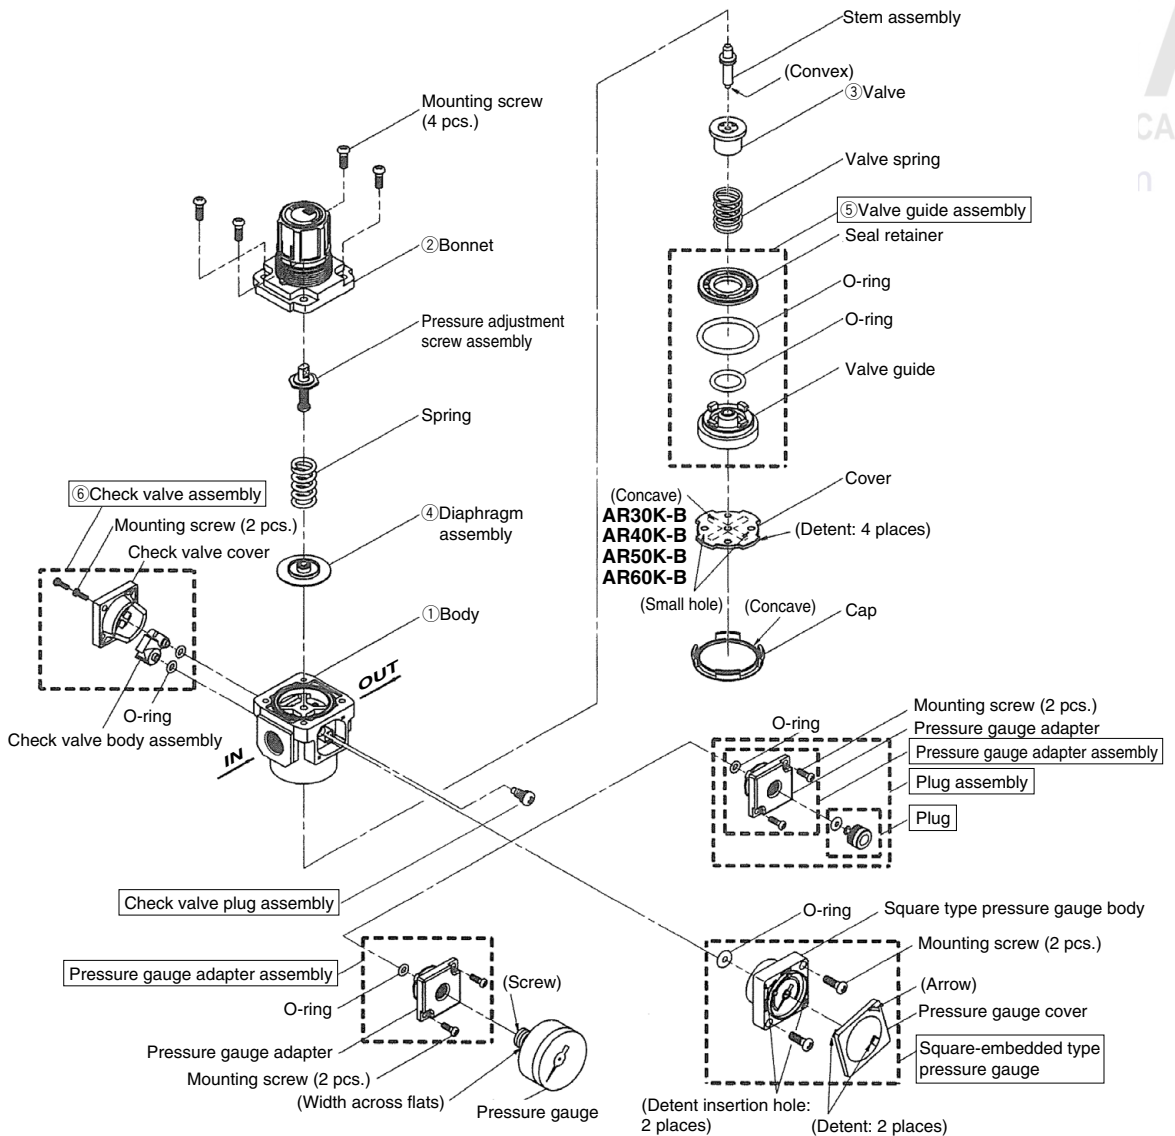 Stem assembly
(Convex)
③Valve
Mounting screw
(4 pcs.)
CA
n
Valve spring
⑤Valve guide assembly
Seal retainer
②Bonnet
O-ring
O-ring
Pressure adjustment
screw assembly
Valve guide
Spring
Cover
(Concave)
AR30K-B
AR40K-B
AR50K-B
AR60K-B
(Detent: 4 places)
(Small hole)
(Concave)
Cap
⑥Check valve assembly
Mounting screw (2 pcs.)
Check valve cover
④Diaphragm
assembly
①Body
OUT
IN
O-ring
Check valve body assembly
Mounting screw (2 pcs.)
O-ring
Pressure gauge adapter
Pressure gauge adapter assembly
Plug assembly
Plug
Check valve plug assembly
O-ring
Square type pressure gauge body
Mounting screw (2 pcs.)
Pressure gauge adapter assembly
(Screw)
(Arrow)
O-ring
Pressure gauge cover
Pressure gauge adapter
Square-embedded type
pressure gauge
Mounting screw (2 pcs.)
(Width across flats)
Pressure gauge
(Detent insertion hole:
2 places)
(Detent: 2 places)